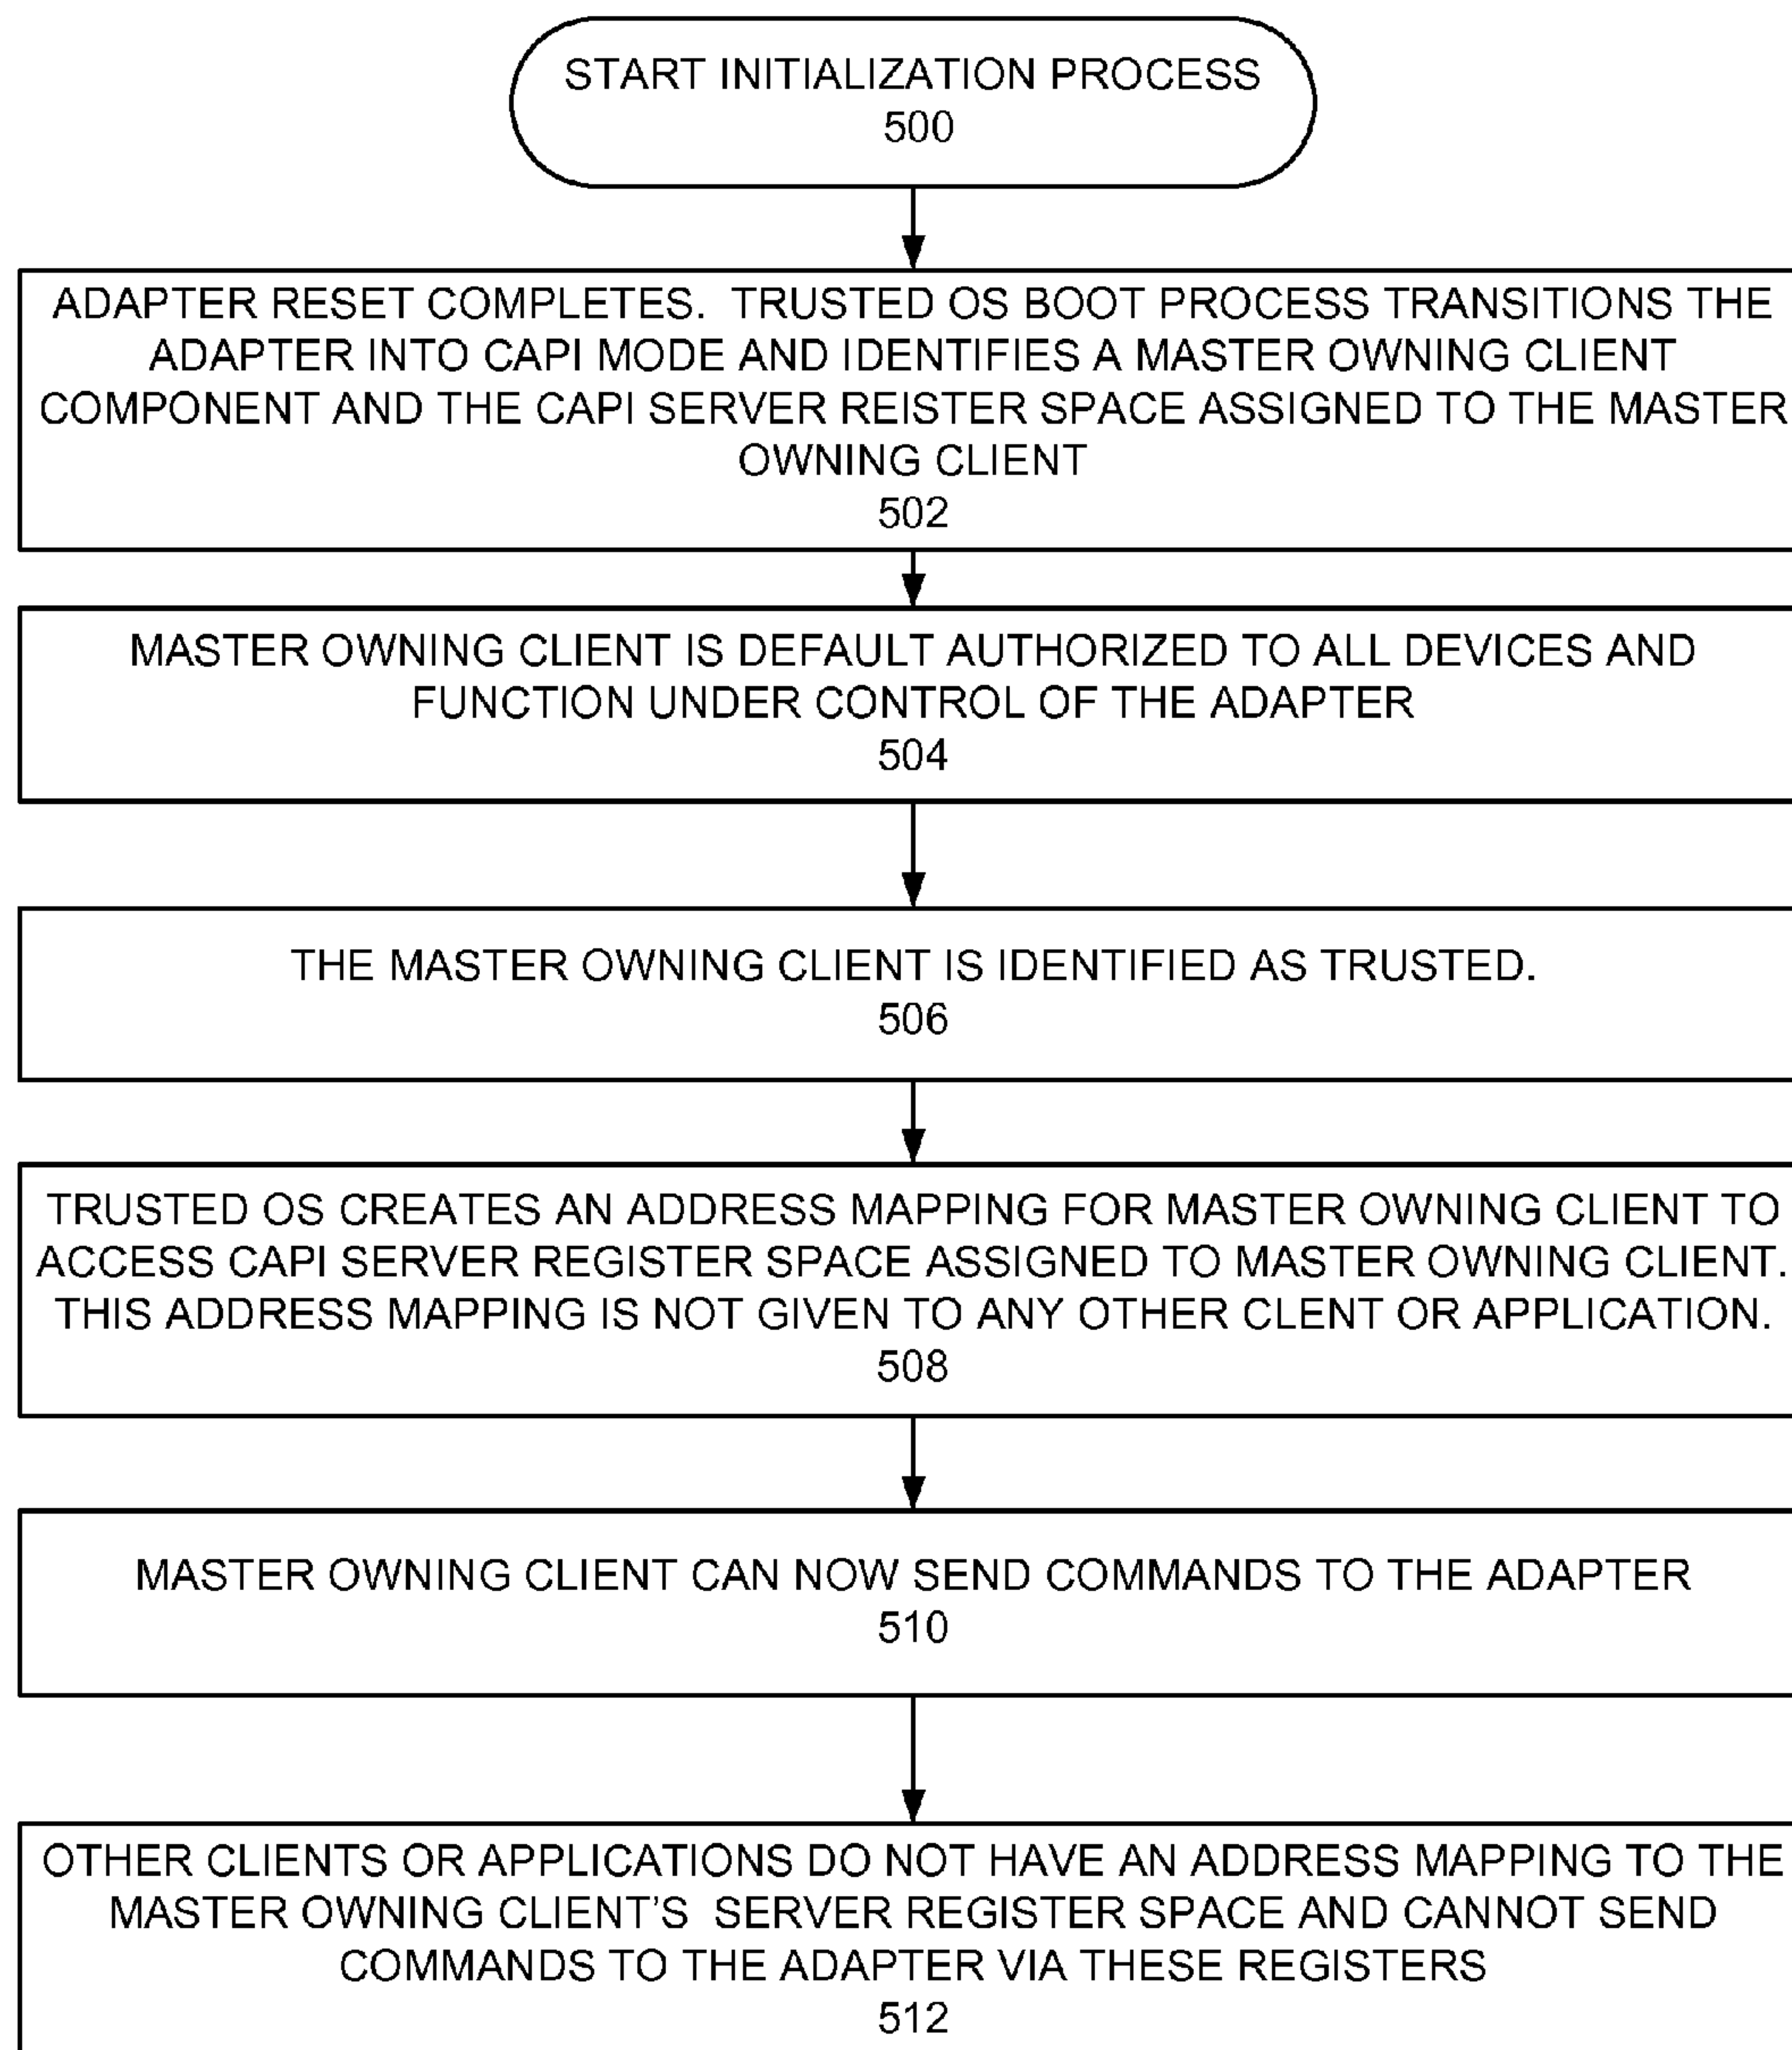 START INITIALIZATION PROCESS
500
ADAPTER RESET COMPLETES. TRUSTED OS BOOT PROCESS TRANSITIONS THE
ADAPTER INTO CAPI MODE AND IDENTIFIES A MASTER OWNING CLIENT
COMPONENT AND THE CAPI SERVER REISTER SPACE ASSIGNED TO THE MASTER
OWNING CLIENT
502
MASTER OWNING CLIENT IS DEFAULT AUTHORIZED TO ALL DEVICES AND
FUNCTION UNDER CONTROL OF THE ADAPTER
504
THE MASTER OWNING CLIENT IS IDENTIFIED AS TRUSTED.
506
TRUSTED OS CREATES AN ADDRESS MAPPING FOR MASTER OWNING CLIENT TO
ACCESS CAPI SERVER REGISTER SPACE ASSIGNED TO MASTER OWNING CLIENT.
THIS ADDRESS MAPPING IS NOT GIVEN TO ANY OTHER CLENT OR APPLICATION.
508
MASTER OWNING CLIENT CAN NOW SEND COMMANDS TO THE ADAPTER
510
OTHER CLIENTS OR APPLICATIONS DO NOT HAVE AN ADDRESS MAPPING TO THE
MASTER OWNING CLIENT'S SERVER REGISTER SPACE AND CANNOT SEND
COMMANDS TO THE ADAPTER VIA THESE REGISTERS
512